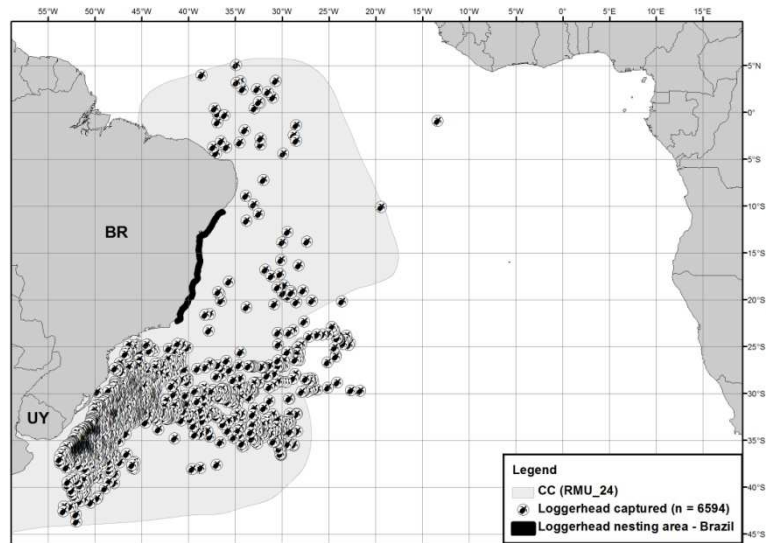 55°W 50°W 45°W 40°W 35°W 30°W 25°W 20°W 15°W 10°W 5°W 0° 5°E 10°E 15°E
5°N
0°
5°S
BR
10°S
15°S
20°S
25°S
30°S
UY
35°S
40°S
45°S
Legend
CC (RMU_24)
Loggerhead captured (n = 6594)
Loggerhead nesting area - Brazil